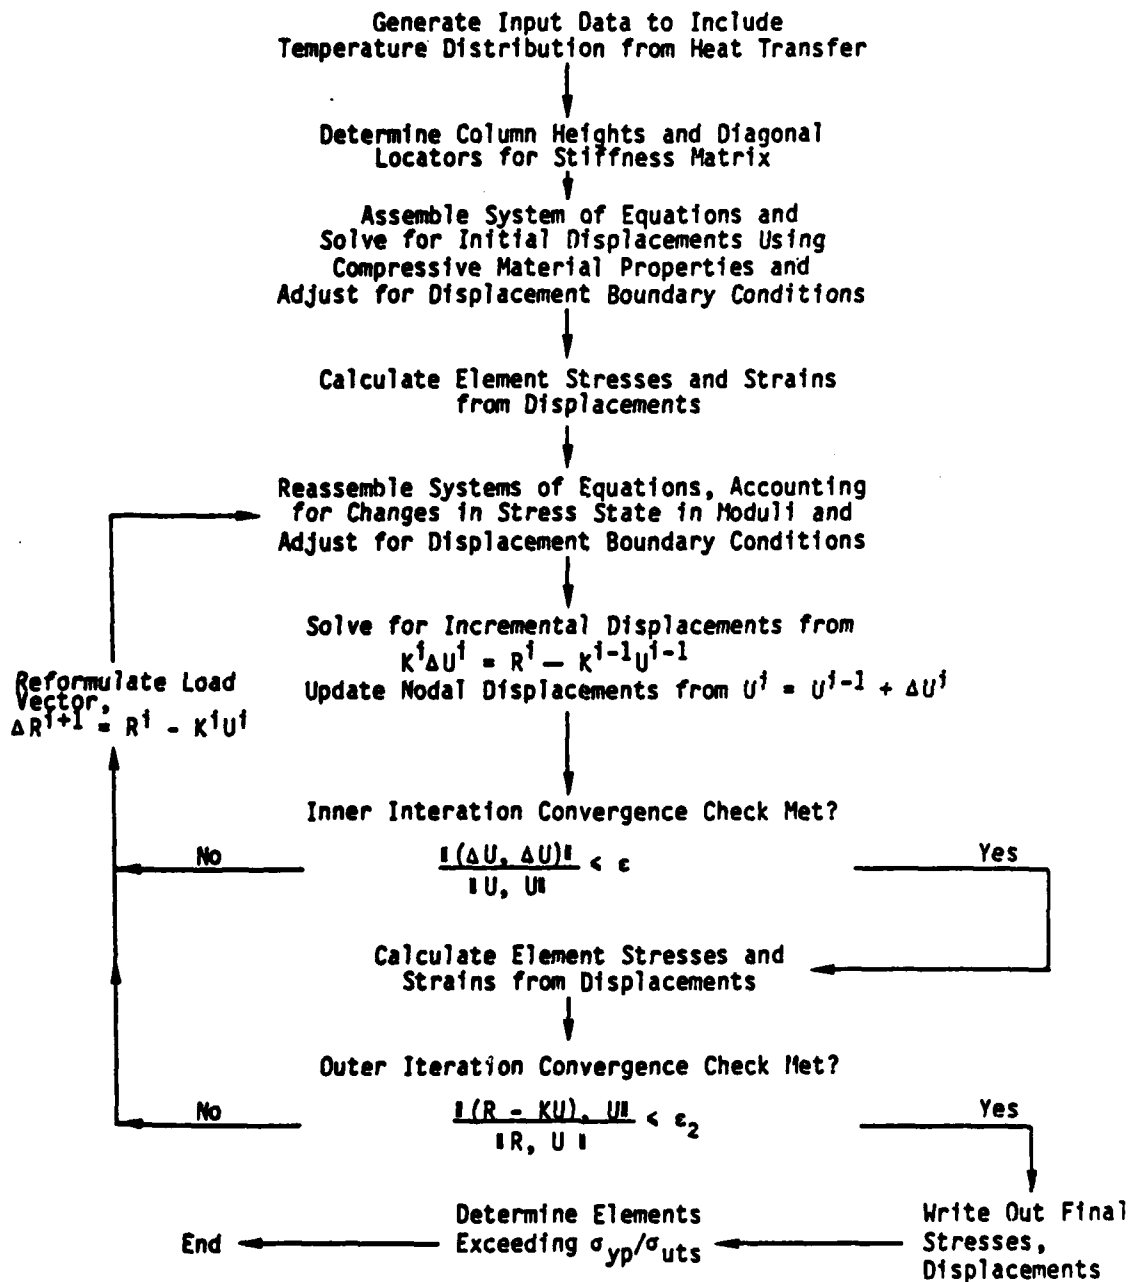 Generate Input Data to Include
Temperature Distribution from Heat Transfer
Determine Column Heights and Diagonal
Locators for Stiffness Matrix
Assemble System of Equations and
Solve for Initial Displacements Using
Compressive Material Properties and
Adjust for Displacement Boundary Conditions
Calculate Element Stresses and Strains
from Displacements
Reassemble Systems of Equations, Accounting
for Changes in Stress State in Moduli and
Adjust for Displacement Boundary Conditions
Solve for Incremental Displacements from
K^i ΔU^i = R^i – K^{i-1}U^{i-1}
Update Nodal Displacements from U^i = U^{i-1} + ΔU^i
Reformulate Load
Vector,
ΔR^{i+1} = R^i - K^iU^i
Inner Interation Convergence Check Met?
No
‖(ΔU, ΔU)‖ / ‖U, U‖ < ε
Yes
Calculate Element Stresses and
Strains from Displacements
Outer Iteration Convergence Check Met?
No
‖(R - KU), U‖ / ‖R, U‖ < ε₂
Yes
Write Out Final
Stresses,
Displacements
Determine Elements
Exceeding σ_yp/σ_uts
End